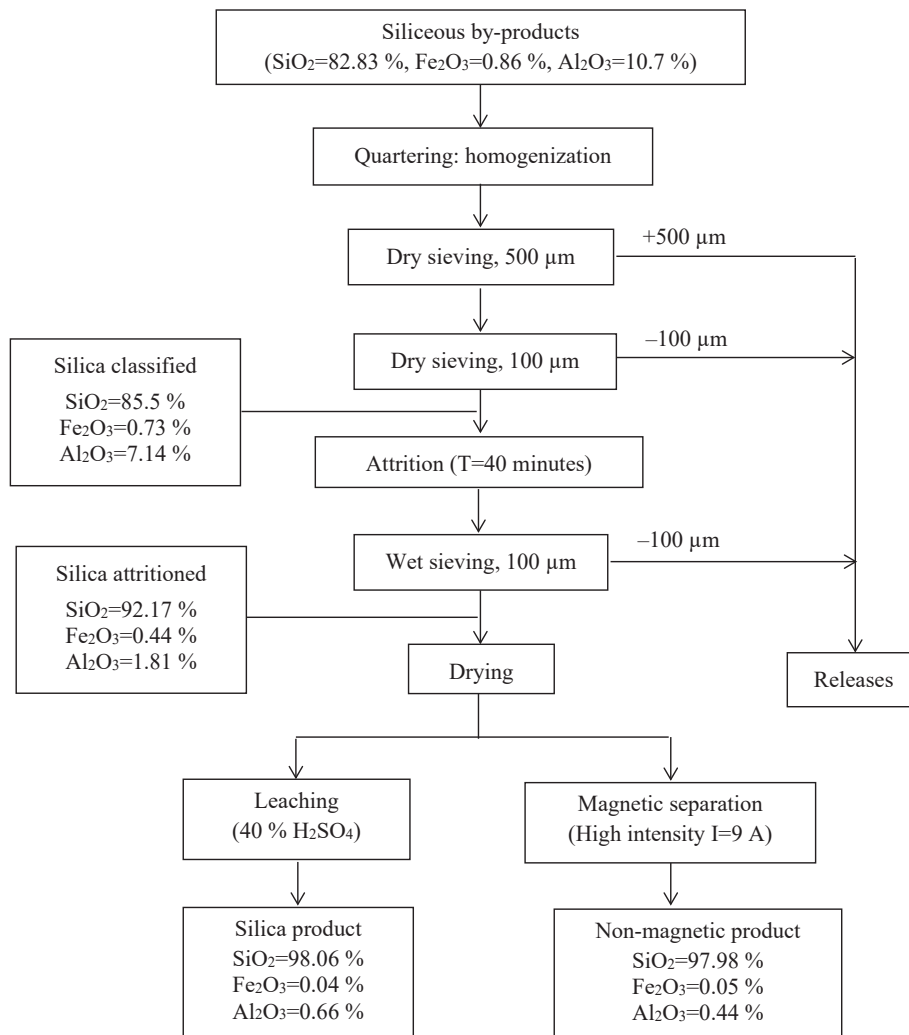 Siliceous by-products
(SiO₂=82.83 %, Fe₂O₃=0.86 %, Al₂O₃=10.7 %)
Quartering: homogenization
Dry sieving, 500 µm
+500 µm
Dry sieving, 100 µm
–100 µm
Silica classified
SiO₂=85.5 %
Fe₂O₃=0.73 %
Al₂O₃=7.14 %
Attrition (T=40 minutes)
Wet sieving, 100 µm
–100 µm
Silica attritioned
SiO₂=92.17 %
Fe₂O₃=0.44 %
Al₂O₃=1.81 %
Drying
Releases
Leaching
(40 % H₂SO₄)
Magnetic separation
(High intensity I=9 A)
Silica product
SiO₂=98.06 %
Fe₂O₃=0.04 %
Al₂O₃=0.66 %
Non-magnetic product
SiO₂=97.98 %
Fe₂O₃=0.05 %
Al₂O₃=0.44 %